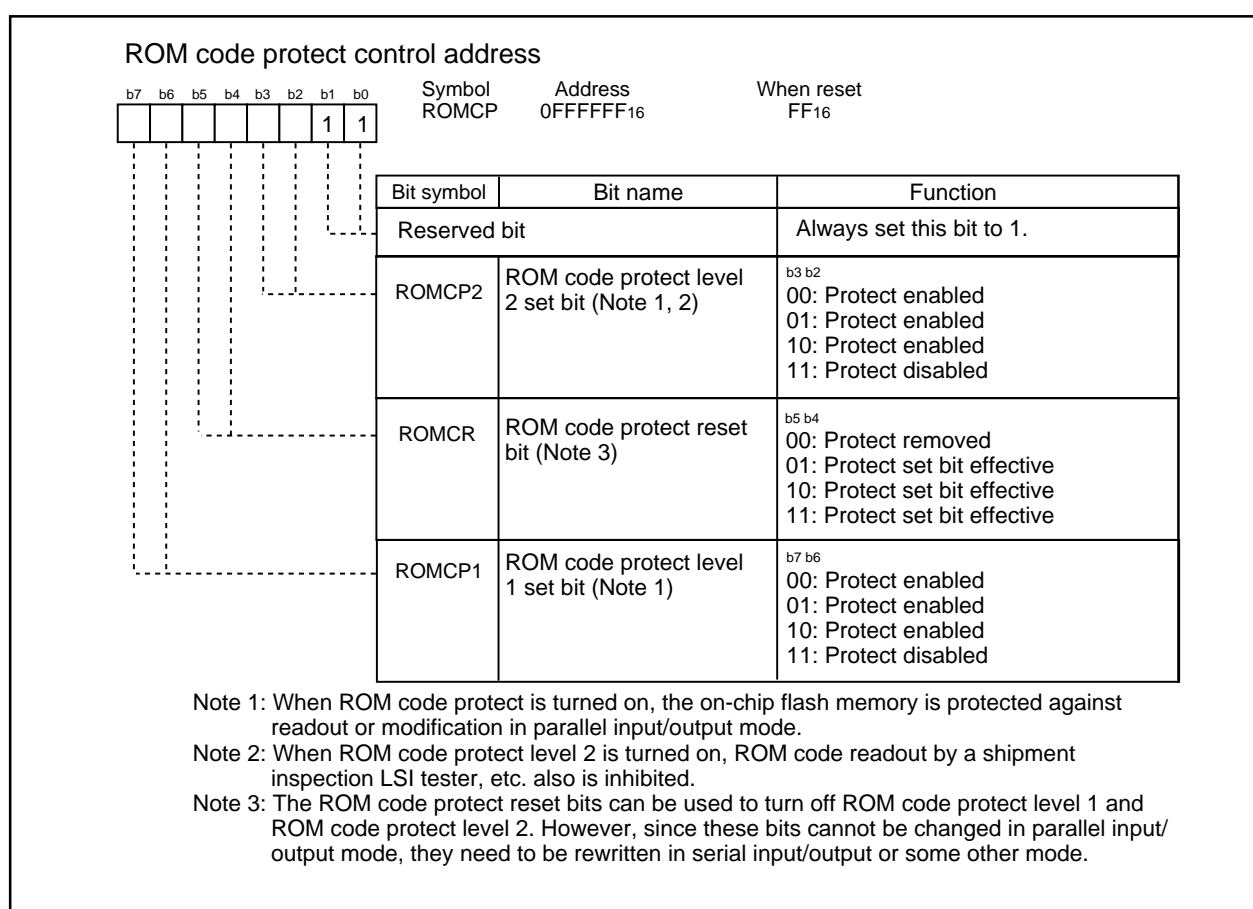 ROM code protect control address
b7 b6 b5 b4 b3 b2 b1 b0
1 1
Symbol Address When reset
ROMCP 0FFFFFF16 FF16
Bit symbol Bit name Function
Reserved bit Always set this bit to 1.
ROMCP2 ROM code protect level
2 set bit (Note 1, 2)
b3 b2
00: Protect enabled
01: Protect enabled
10: Protect enabled
11: Protect disabled
ROMCR ROM code protect reset
bit (Note 3)
b5 b4
00: Protect removed
01: Protect set bit effective
10: Protect set bit effective
11: Protect set bit effective
ROMCP1 ROM code protect level
1 set bit (Note 1)
b7 b6
00: Protect enabled
01: Protect enabled
10: Protect enabled
11: Protect disabled
Note 1: When ROM code protect is turned on, the on-chip flash memory is protected against
readout or modification in parallel input/output mode.
Note 2: When ROM code protect level 2 is turned on, ROM code readout by a shipment
inspection LSI tester, etc. also is inhibited.
Note 3: The ROM code protect reset bits can be used to turn off ROM code protect level 1 and
ROM code protect level 2. However, since these bits cannot be changed in parallel input/
output mode, they need to be rewritten in serial input/output or some other mode.